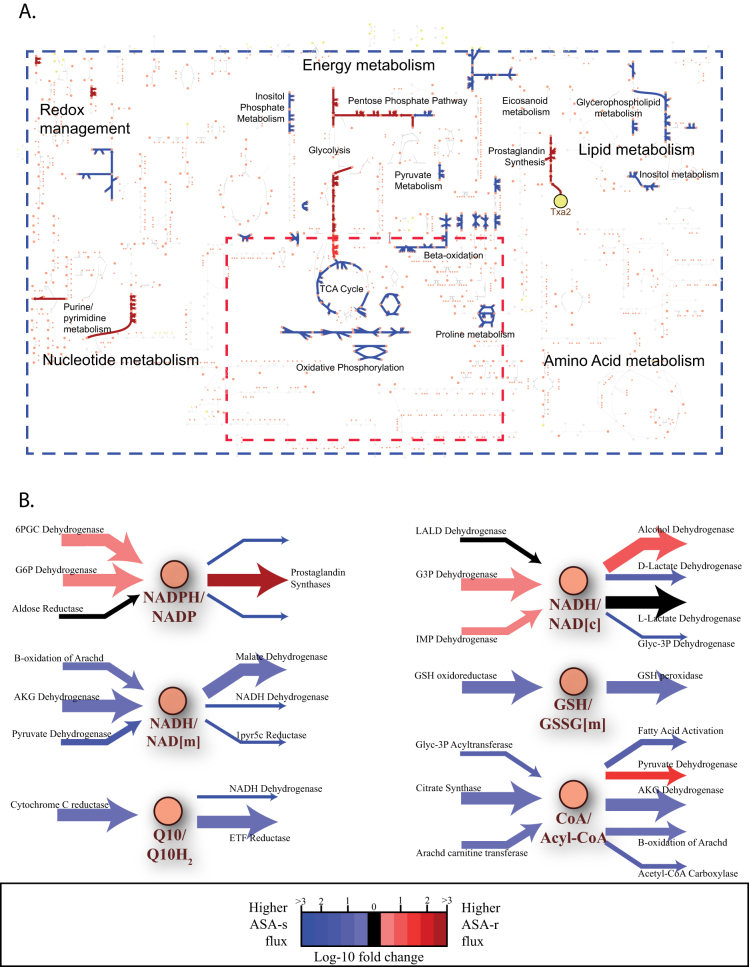 A.
Energy metabolism
Redox
management
Inositol
Phosphate
Metabolism
Pentose Phosphate Pathway
Eicosanoid
metabolism
Glycerophospholipid
metabolism
Glycolysis
Pyruvate
Metabolism
Prostaglandin
Synthesis
Lipid metabolism
Inositol metabolism
Txa2
Beta-oxidation
TCA Cycle
Purine/
pyrimidine
metabolism
Proline metabolism
Nucleotide metabolism
Oxidative Phosphorylation
Amino Acid metabolism
B.
6PGC Dehydrogenase
G6P Dehydrogenase
Aldose Reductase
NADPH/
NADP
Prostaglandin
Synthases
LALD Dehydrogenase
G3P Dehydrogenase
IMP Dehydrogenase
NADH/
NAD[c]
Alcohol Dehydrogenase
D-Lactate Dehydrogenase
L-Lactate Dehydrogenase
Glyc-3P Dehydrogenase
B-oxidation of Arachd
AKG Dehydrogenase
Pyruvate Dehydrogenase
NADH/
NAD[m]
Malate Dehydrogenase
NADH Dehydrogenase
1pyr5c Reductase
GSH oxidoreductase
GSH/
GSSG[m]
GSH peroxidase
Cytochrome C reductase
Q10/
Q10H2
NADH Dehydrogenase
ETF Reductase
Glyc-3P Acyltransferase
Citrate Synthase
Arachd carnitine transferase
CoA/
Acyl-CoA
Fatty Acid Activation
Pyruvate Dehydrogenase
AKG Dehydrogenase
B-oxidation of Arachd
Acetyl-CoA Carboxylase
Higher
ASA-s
flux
>3 2 1 0 1 2 >3
Log-10 fold change
Higher
ASA-r
flux